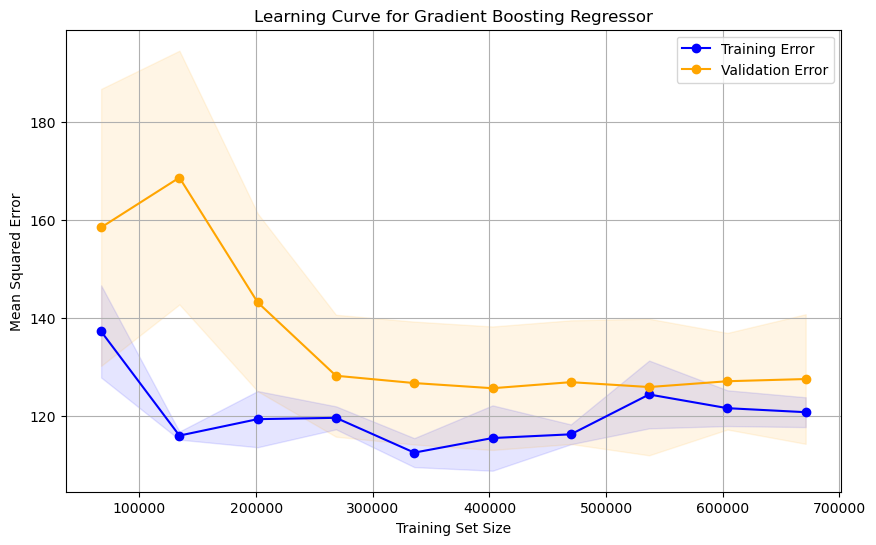 Learning Curve for Gradient Boosting Regressor
Training Error
Validation Error
Mean Squared Error
180
160
140
120
100000 200000 300000 400000 500000 600000 700000
Training Set Size